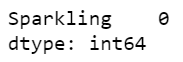 Sparkling    0
dtype: int64